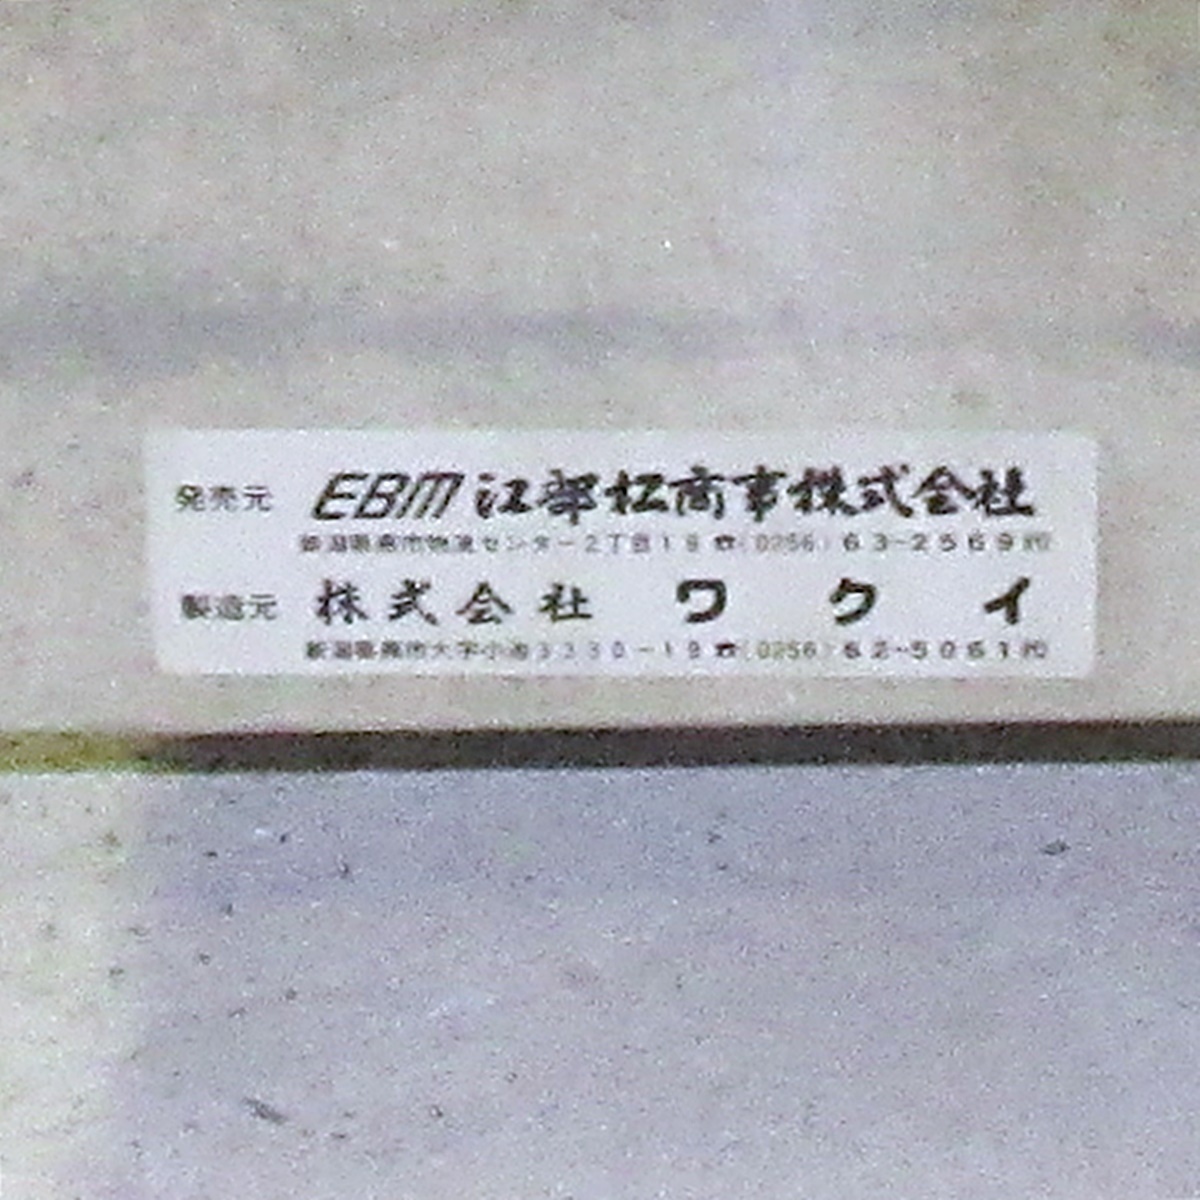 発売元 EBM 江部松商事株式会社
新潟県燕市物流センター2丁目18 ☎(0256)63-2569㈹
製造元 株式会社 ワクイ
新潟県燕市大字小池3330-18☎(0256)62-5061㈹